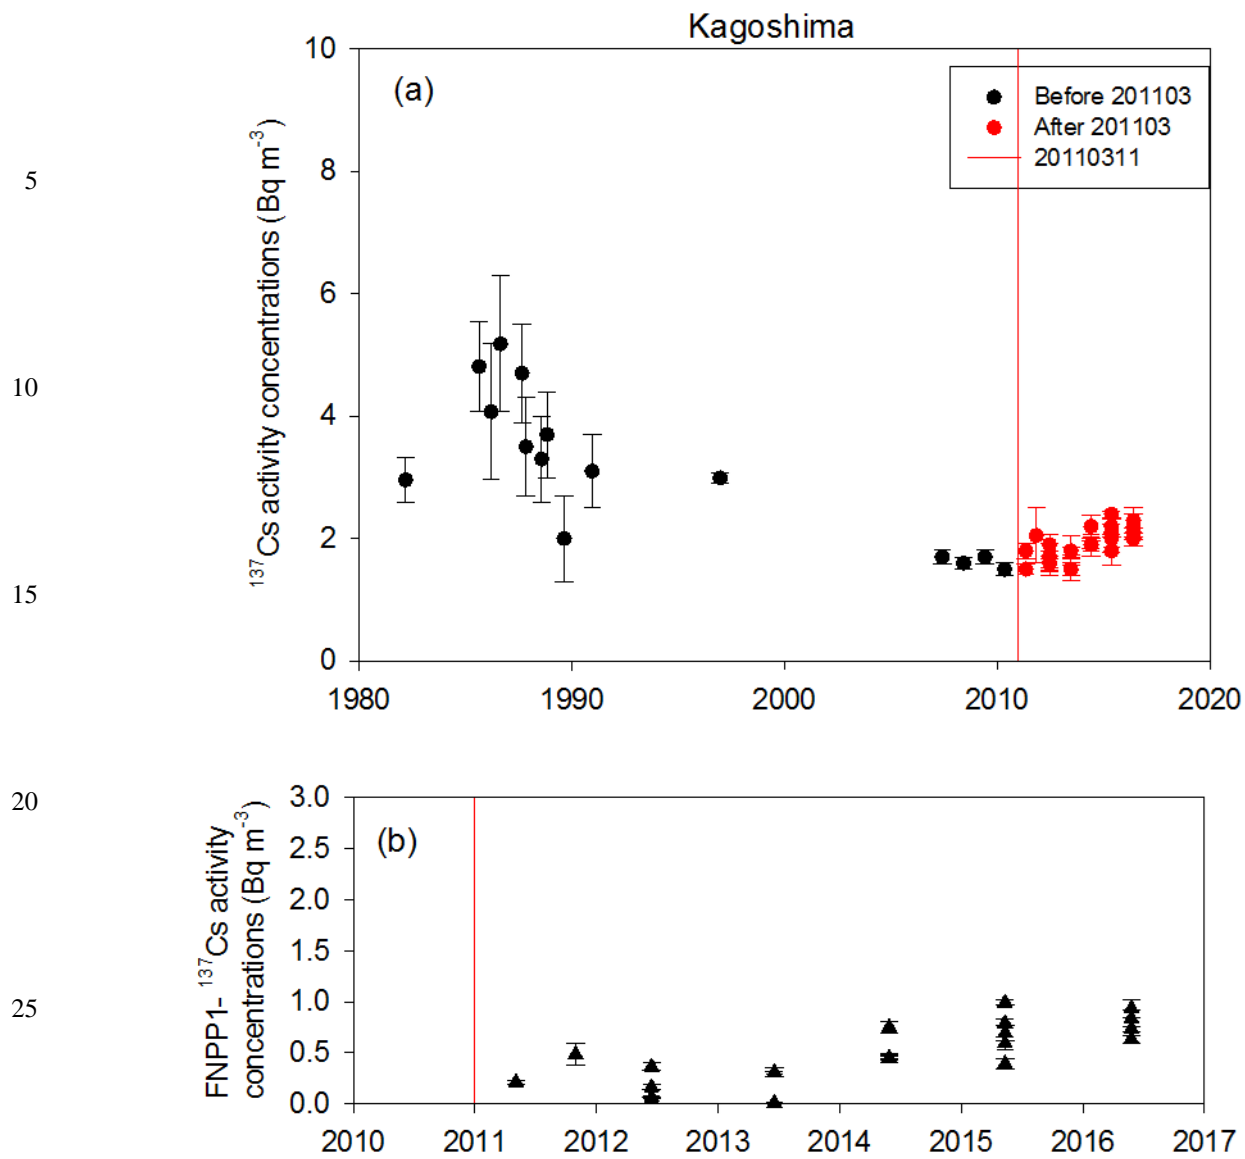 Kagoshima
(a)
Before 201103
After 201103
20110311
¹³⁷Cs activity concentrations (Bq m⁻³)
10
8
6
4
2
0
1980 1990 2000 2010 2020
5
10
15
20
25
(b)
FNPP1- ¹³⁷Cs activity
concentrations (Bq m⁻³)
3.0
2.5
2.0
1.5
1.0
0.5
0.0
2010 2011 2012 2013 2014 2015 2016 2017